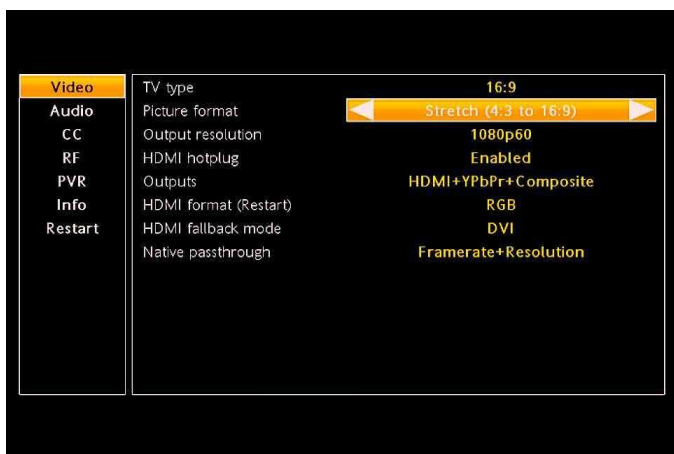 Video
Audio
CC
RF
PVR
Info
Restart
TV type 16:9
Picture format Stretch (4:3 to 16:9)
Output resolution 1080p60
HDMI hotplug Enabled
Outputs HDMI+YPbPr+Composite
HDMI format (Restart) RGB
HDMI fallback mode DVI
Native passthrough Framerate+Resolution